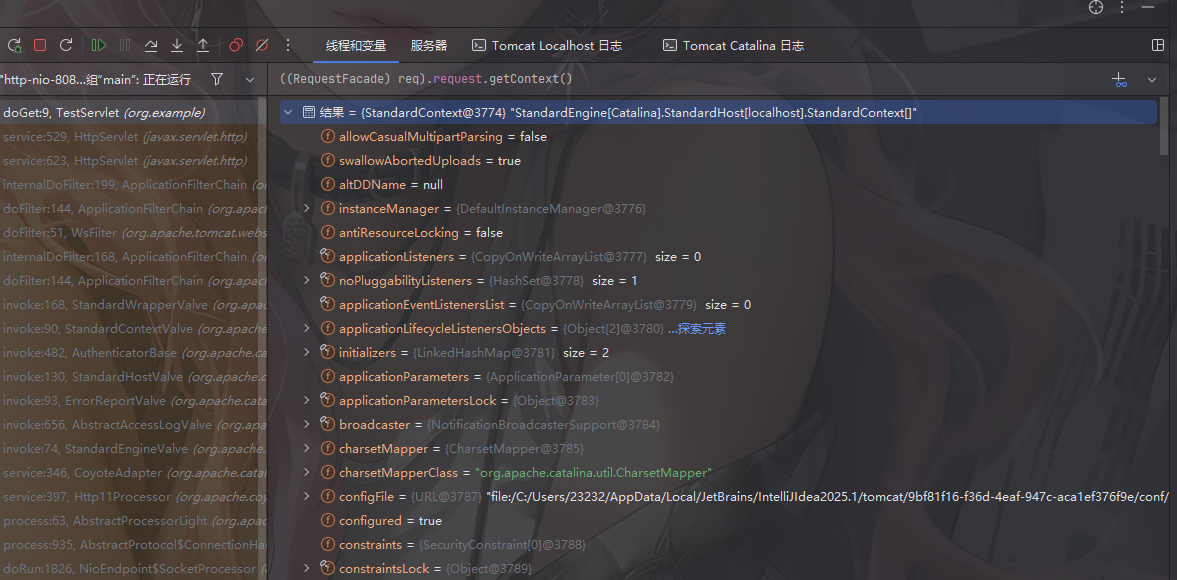 线程和变量 服务器 Tomcat Localhost 日志 Tomcat Catalina 日志
"http-nio-808...组"main": 正在运行
((RequestFacade) req).request.getContext()
doGet:9, TestServlet (org.example)
service:529, HttpServlet (javax.servlet.http)
service:623, HttpServlet (javax.servlet.http)
internalDoFilter:199, ApplicationFilterChain (or
doFilter:144, ApplicationFilterChain (org.apac
doFilter:51, WsFilter (org.apache.tomcat.webs
internalDoFilter:168, ApplicationFilterChain (or
doFilter:144, ApplicationFilterChain (org.apac
invoke:168, StandardWrapperValve (org.apac
invoke:90, StandardContextValve (org.apache
invoke:482, AuthenticatorBase (org.apache.ca
invoke:130, StandardHostValve (org.apache.c
invoke:93, ErrorReportValve (org.apache.cata
invoke:656, AbstractAccessLogValve (org.apac
invoke:74, StandardEngineValve (org.apache.
service:346, CoyoteAdapter (org.apache.catal
service:397, Http11Processor (org.apache.coy
process:63, AbstractProcessorLight (org.apac
process:935, AbstractProtocol$ConnectionHa
doRun:1826, NioEndpoint$SocketProcessor (
结果 = {StandardContext@3774} "StandardEngine[Catalina].StandardHost[localhost].StandardContext[]"
allowCasualMultipartParsing = false
swallowAbortedUploads = true
altDDName = null
instanceManager = {DefaultInstanceManager@3776}
antiResourceLocking = false
applicationListeners = {CopyOnWriteArrayList@3777} size = 0
noPluggabilityListeners = {HashSet@3778} size = 1
applicationEventListenersList = {CopyOnWriteArrayList@3779} size = 0
applicationLifecycleListenersObjects = {Object[2]@3780} ...探索元素
initializers = {LinkedHashMap@3781} size = 2
applicationParameters = {ApplicationParameter[0]@3782}
applicationParametersLock = {Object@3783}
broadcaster = {NotificationBroadcasterSupport@3784}
charsetMapper = {CharsetMapper@3785}
charsetMapperClass = "org.apache.catalina.util.CharsetMapper"
configFile = {URL@3787} "file:/C:/Users/23232/AppData/Local/JetBrains/IntelliJIdea2025.1/tomcat/9bf81f16-f36d-4eaf-947c-aca1ef376f9e/conf/
configured = true
constraints = {SecurityConstraint[0]@3788}
constraintsLock = {Object@3789}